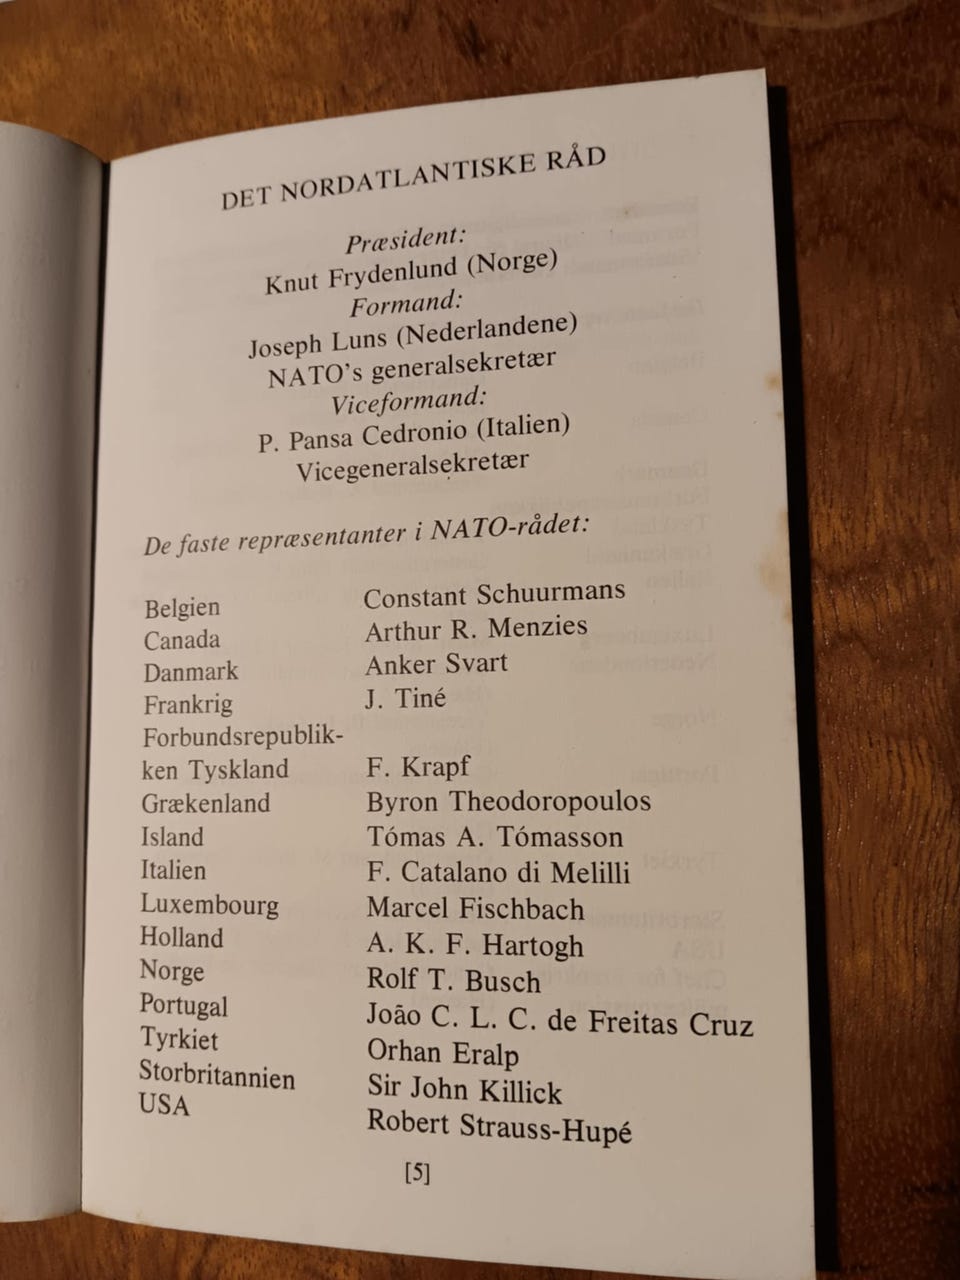 DET NORDATLANTISKE RÅD
Præsident:
Knut Frydenlund (Norge)
Formand:
Joseph Luns (Nederlandene)
NATO's generalsekretær
Viceformand:
P. Pansa Cedronio (Italien)
Vicegeneralsekretær
De faste repræsentanter i NATO-rådet:
Belgien Constant Schuurmans
Canada Arthur R. Menzies
Danmark Anker Svart
Frankrig J. Tiné
Forbundsrepublik-
ken Tyskland F. Krapf
Grækenland Byron Theodoropoulos
Island Tómas A. Tómasson
Italien F. Catalano di Melilli
Luxembourg Marcel Fischbach
Holland A. K. F. Hartogh
Norge Rolf T. Busch
Portugal João C. L. C. de Freitas Cruz
Tyrkiet Orhan Eralp
Storbritannien Sir John Killick
USA Robert Strauss-Hupé
[5]